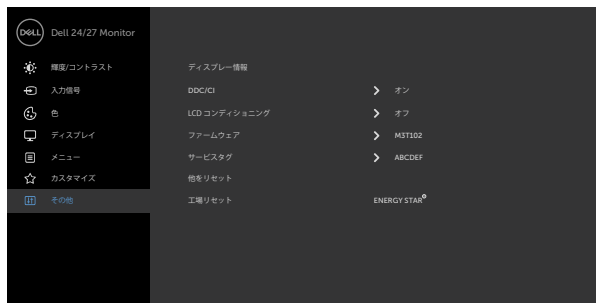 DELL Dell 24/27 Monitor
輝度/コントラスト ディスプレー情報
入力信号 DDC/CI オン
色 LCD コンディショニング オフ
ディスプレイ ファームウェア M3T102
メニュー サービスタグ ABCDEF
カスタマイズ 他をリセット
その他 工場リセット ENERGY STAR®